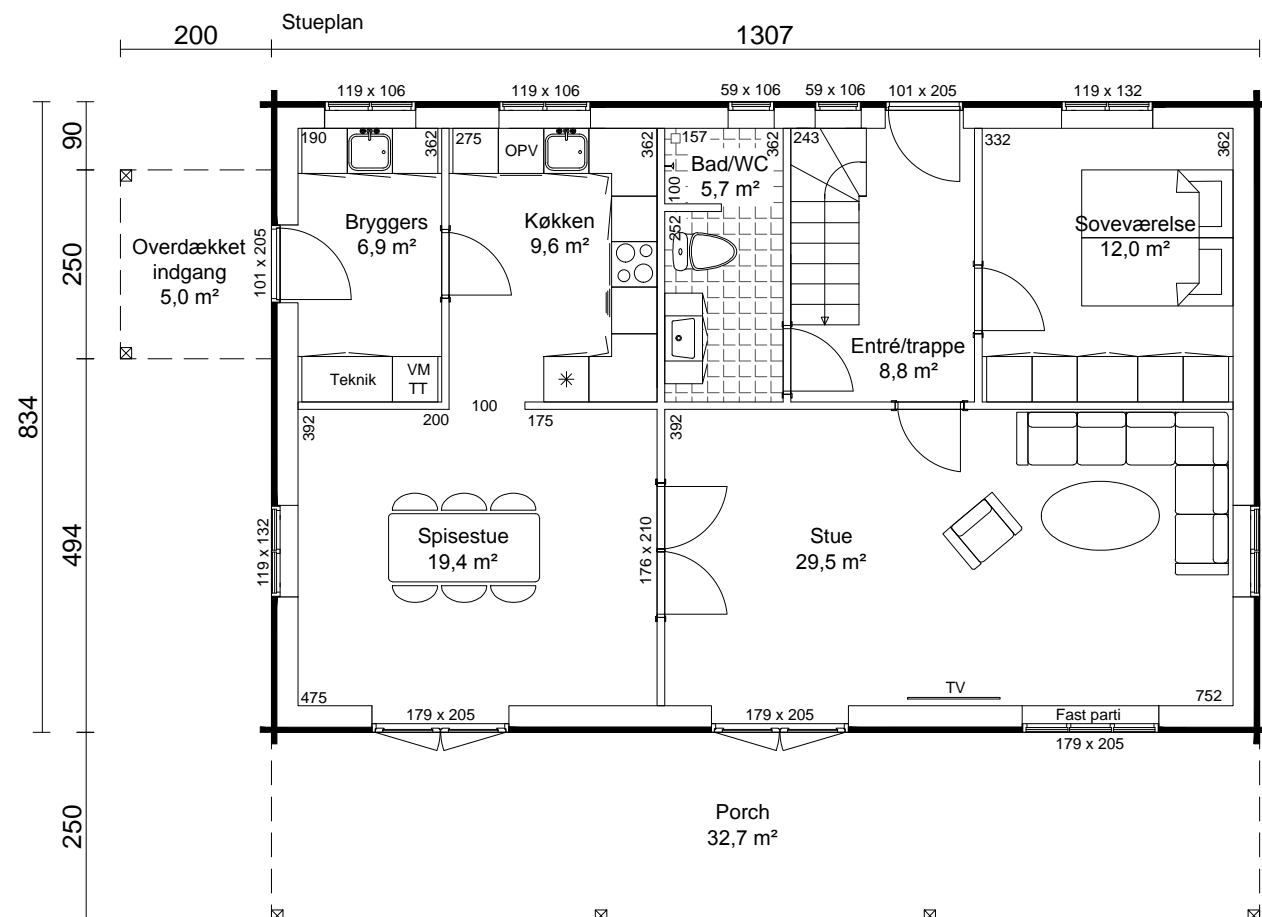 Stueplan
200
1307
119 x 106
119 x 106
59 x 106
59 x 106
101 x 205
119 x 132
90
190
362
275
OPV
362
157
362
243
332
362
Bad/WC
5,7 m²
100
252
Bryggers
6,9 m²
Køkken
9,6 m²
Soveværelse
12,0 m²
250
Overdækket
indgang
5,0 m²
101 x 205
Entré/trappe
8,8 m²
Teknik
VM
TT
100
200
175
834
392
392
494
119 x 132
Spisestue
19,4 m²
176 x 210
Stue
29,5 m²
TV
475
752
179 x 205
179 x 205
Fast parti
179 x 205
250
Porch
32,7 m²